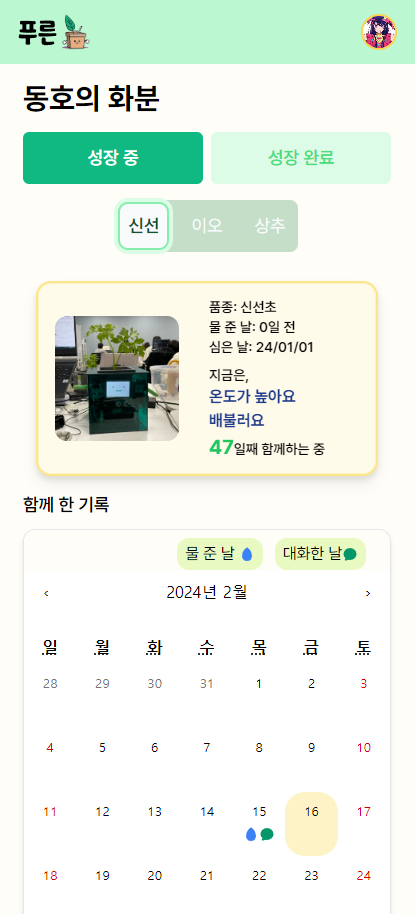 푸른
동호의 화분
성장 중 성장 완료
신선 이오 상추
품종: 신선초
물 준 날: 0일 전
심은 날: 24/01/01
지금은,
온도가 높아요
배불러요
47일째 함께하는 중
함께 한 기록
물 준 날 대화한 날
‹ 2024년 2월 ›
일 월 화 수 목 금 토
28 29 30 31 1 2 3
4 5 6 7 8 9 10
11 12 13 14 15 16 17
18 19 20 21 22 23 24